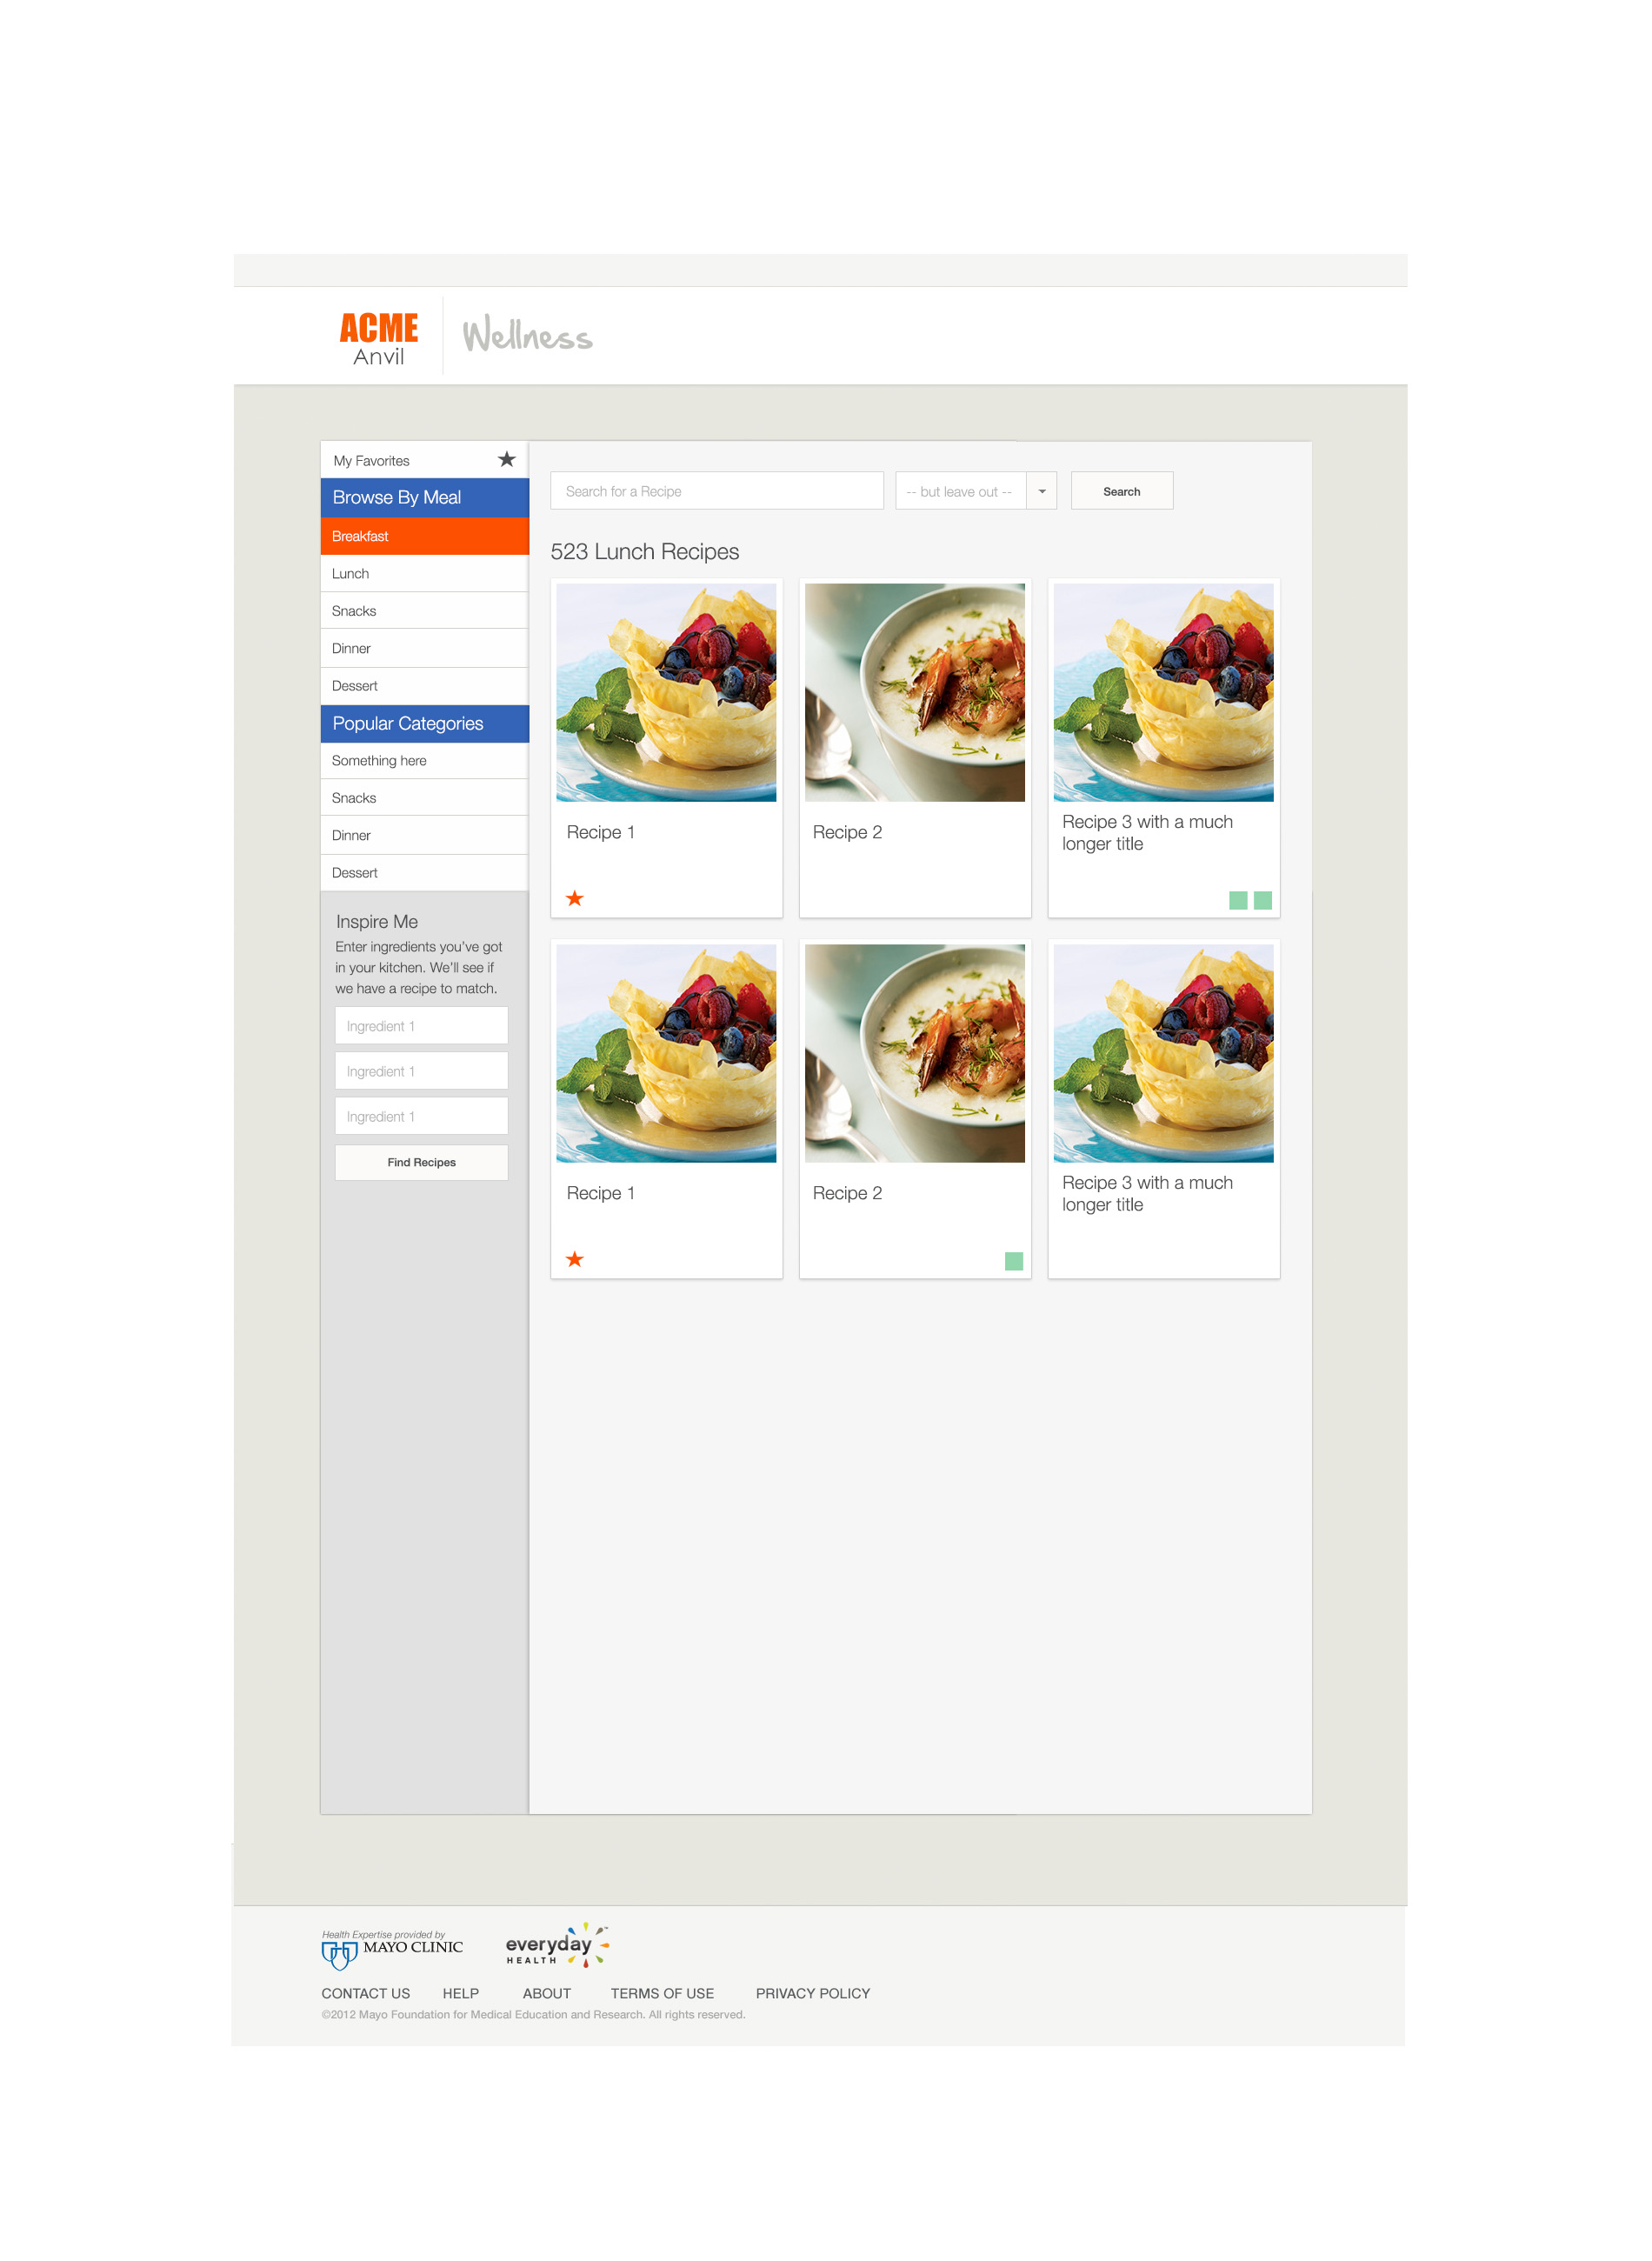 ACME
Anvil
Wellness
My Favorites
Browse By Meal
Breakfast
Lunch
Snacks
Dinner
Dessert
Popular Categories
Something here
Snacks
Dinner
Dessert
Inspire Me
Enter ingredients you've got
in your kitchen. We'll see if
we have a recipe to match.
Ingredient 1
Ingredient 1
Ingredient 1
Find Recipes
Search for a Recipe
-- but leave out --
Search
523 Lunch Recipes
Recipe 1
Recipe 2
Recipe 3 with a much
longer title
Recipe 1
Recipe 2
Recipe 3 with a much
longer title
Health Expertise provided by
MAYO CLINIC
everyday™
HEALTH
CONTACT US HELP ABOUT TERMS OF USE PRIVACY POLICY
©2012 Mayo Foundation for Medical Education and Research. All rights reserved.